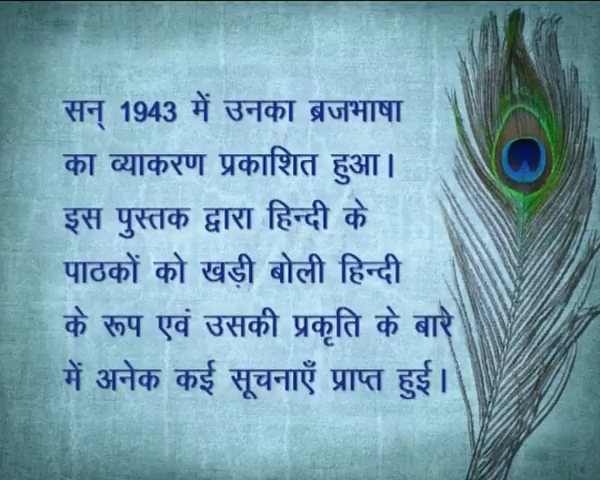 सन् 1943 में उनका ब्रजभाषा
का व्याकरण प्रकाशित हुआ।
इस पुस्तक द्वारा हिन्दी के
पाठकों को खड़ी बोली हिन्दी
के रूप एवं उसकी प्रकृति के बारे
में अनेक कई सूचनाएँ प्राप्त हुई।